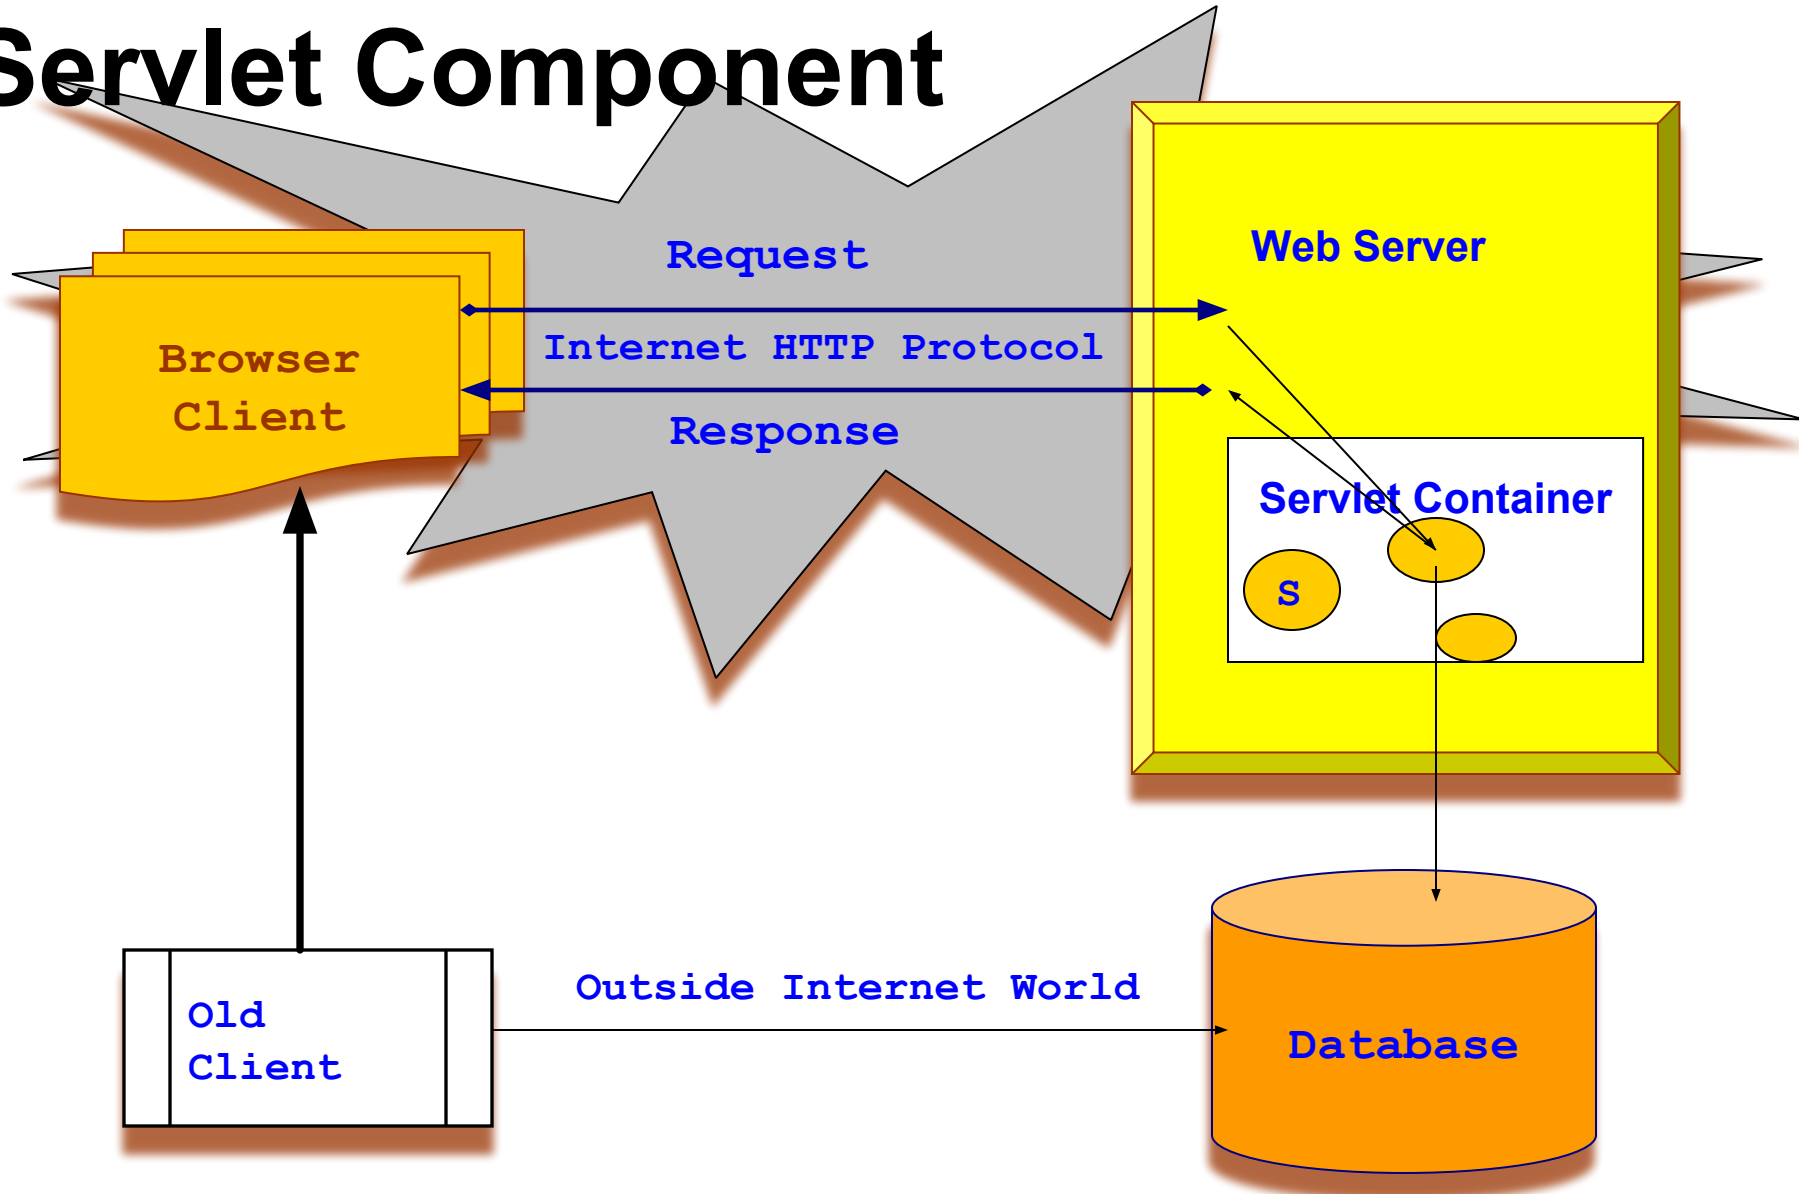 Servlet Component
Request
Web Server
Internet HTTP Protocol
Browser
Client
Response
Servlet Container
S
Outside Internet World
Old
Client
Database